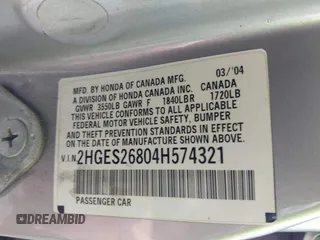 MFD. BY HONDA OF CANADA MFG. 03/'04
A DIVISION OF HONDA CANADA INC. CANADA
GVWR 3550LB GAWR F 1840LBR 1720LB
THIS VEHICLE CONFORMS TO ALL APPLICABLE
FEDERAL MOTOR VEHICLE SAFETY, BUMPER
AND THEFT PREVENTION STANDARDS IN EFFECT
ON THE DATE OF MANUFACTURE SHOWN ABOVE.
V.I.N. 2HGES26804H574321
PASSENGER CAR
DREAMBID